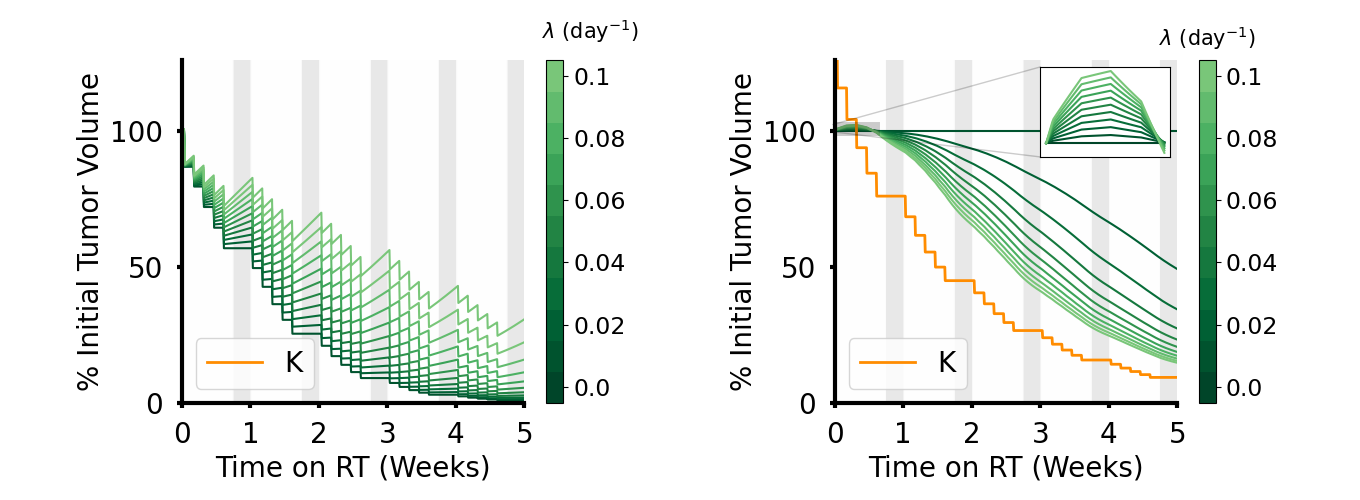 λ (day⁻¹)
% Initial Tumor Volume
100
50
0
K
0 1 2 3 4 5
Time on RT (Weeks)
0.1
0.08
0.06
0.04
0.02
0.0
λ (day⁻¹)
% Initial Tumor Volume
100
50
0
K
0 1 2 3 4 5
Time on RT (Weeks)
0.1
0.08
0.06
0.04
0.02
0.0